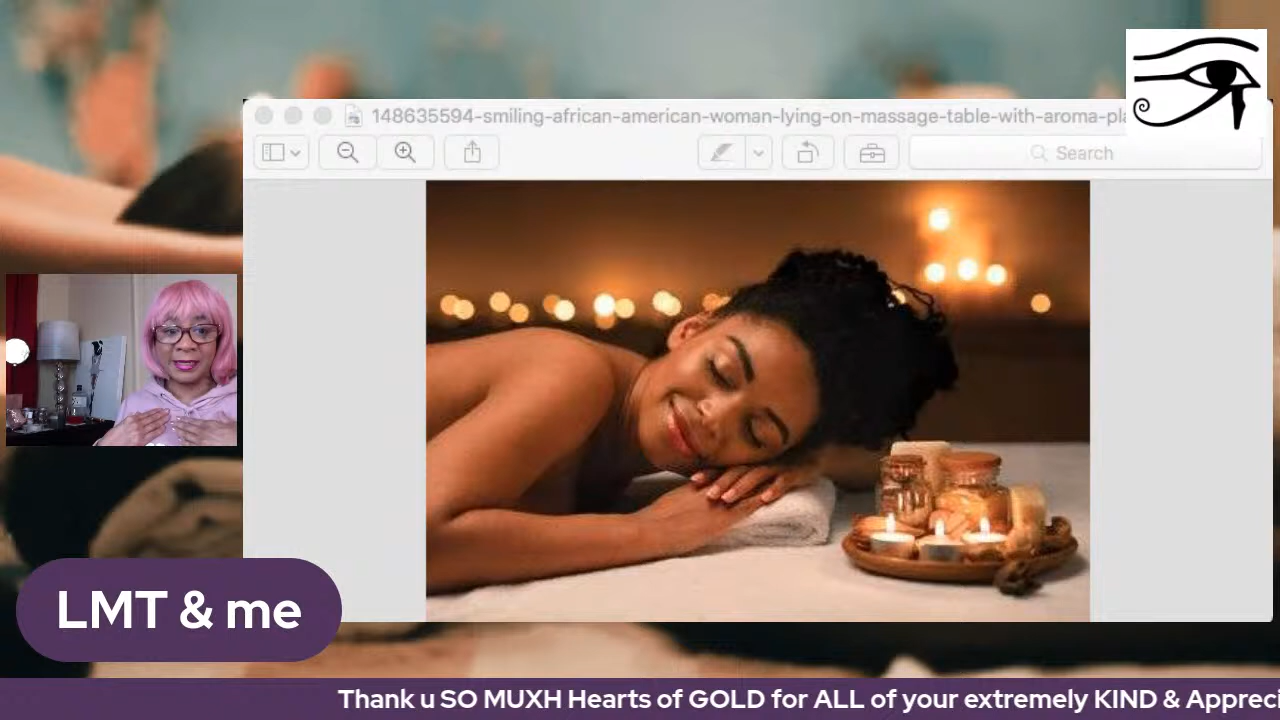 148635594-smiling-african-american-woman-lying-on-massage-table-with-aroma-pla
Search
LMT & me
Thank u SO MUXH Hearts of GOLD for ALL of your extremely KIND & Appreci